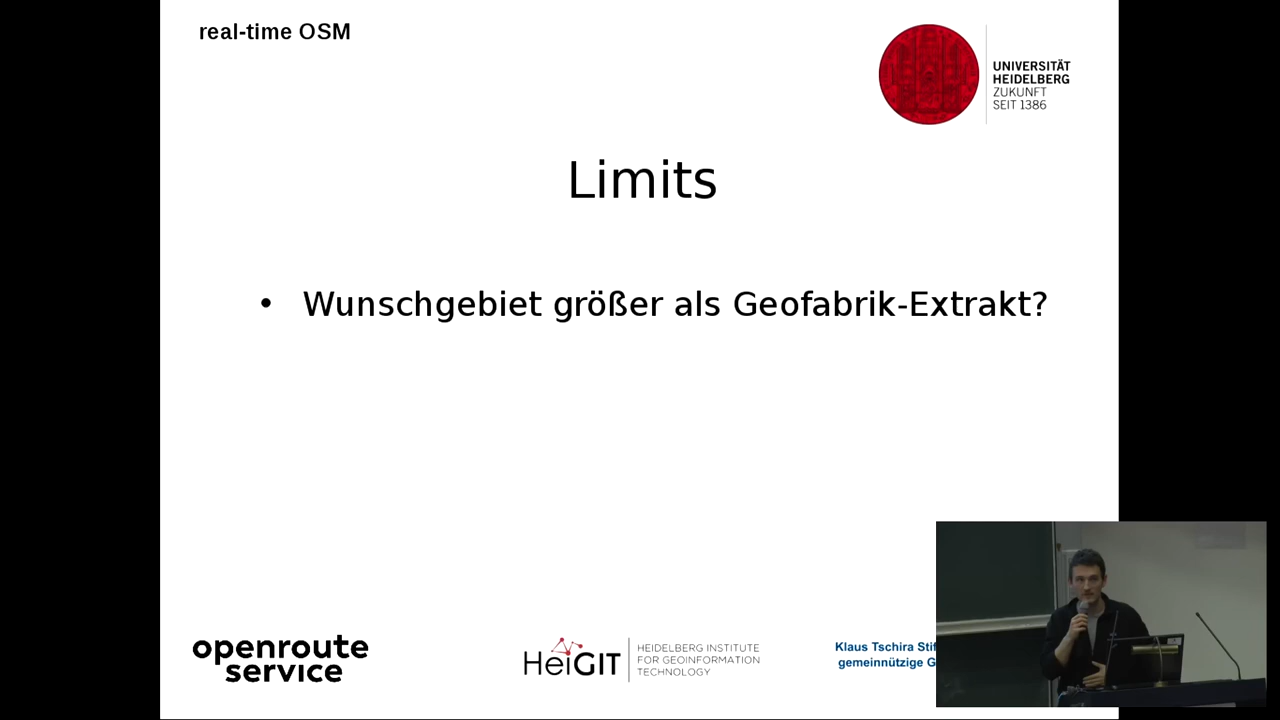 real-time OSM
UNIVERSITÄT
HEIDELBERG
ZUKUNFT
SEIT 1386
Limits
• Wunschgebiet größer als Geofabrik-Extrakt?
openroute
service
HeiGIT
HEIDELBERG INSTITUTE
FOR GEOINFORMATION
TECHNOLOGY
Klaus Tschira
gemeinnützige